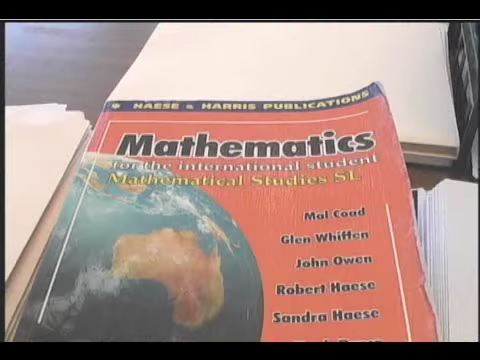 HAESE & HARRIS PUBLICATIONS
Mathematics
for the international student
Mathematical Studies SL
Mal Coad
Glen Whiffen
John Owen
Robert Haese
Sandra Haese